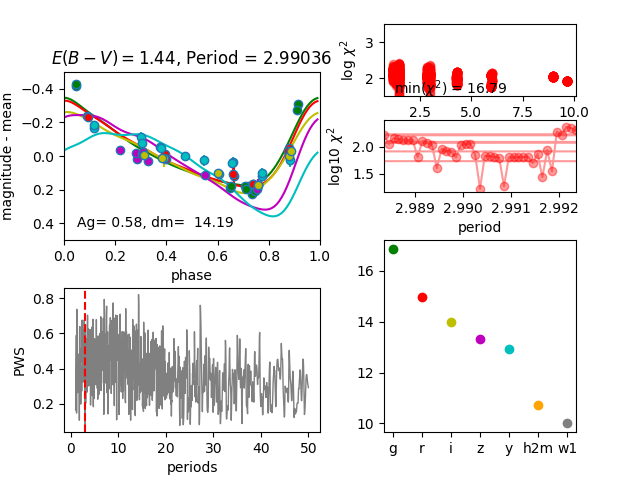 E(B − V) = 1.44, Period = 2.99036
−0.4
−0.2
0.0
0.2
0.4
magnitude - mean
Ag= 0.58, dm= 14.19
0.0 0.2 0.4 0.6 0.8 1.0
phase
log χ²
3
2
min(χ²) = 16.79
2.5 5.0 7.5 10.0
log10 χ²
2.0
1.5
2.989 2.990 2.991 2.992
period
PWS
0.8
0.6
0.4
0.2
0 10 20 30 40 50
periods
16
14
12
10
g r i z y h2m w1